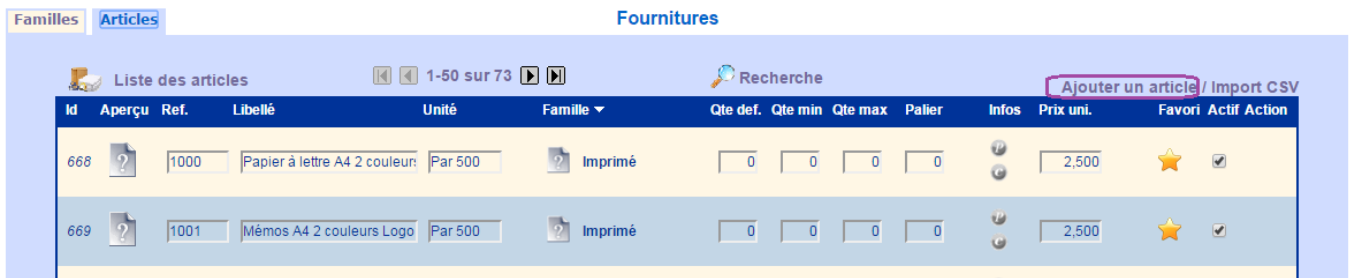 Familles Articles Fournitures
Liste des articles 1-50 sur 73 Recherche Ajouter un article / Import CSV
Id Aperçu Ref. Libellé Unité Famille Qte def. Qte min Qte max Palier Infos Prix uni. Favori Actif Action
668 ? 1000 Papier à lettre A4 2 couleur Par 500 ? Imprimé 0 0 0 0 P G 2,500
669 ? 1001 Mémos A4 2 couleurs Logo Par 500 ? Imprimé 0 0 0 0 P G 2,500